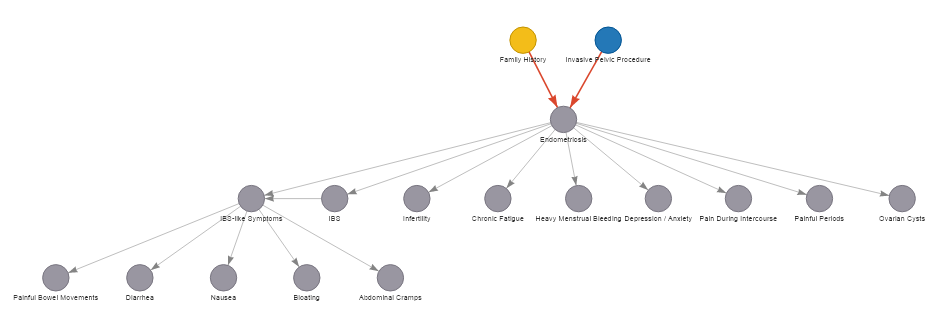 Family History
Invasive Pelvic Procedure
Endometriosis
IBS-like Symptoms
IBS
Infertility
Chronic Fatigue
Heavy Menstrual Bleeding
Depression / Anxiety
Pain During Intercourse
Painful Periods
Ovarian Cysts
Painful Bowel Movements
Diarrhea
Nausea
Bloating
Abdominal Cramps